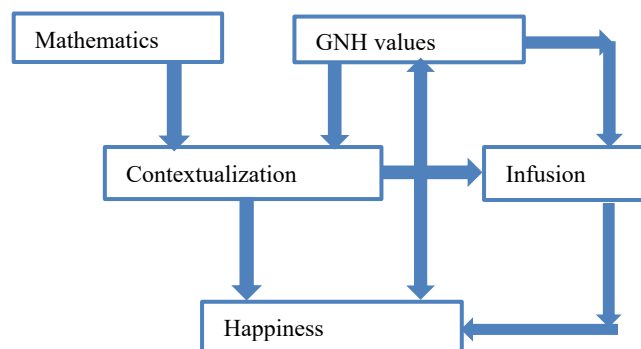 Mathematics
GNH values
Contextualization
Infusion
Happiness